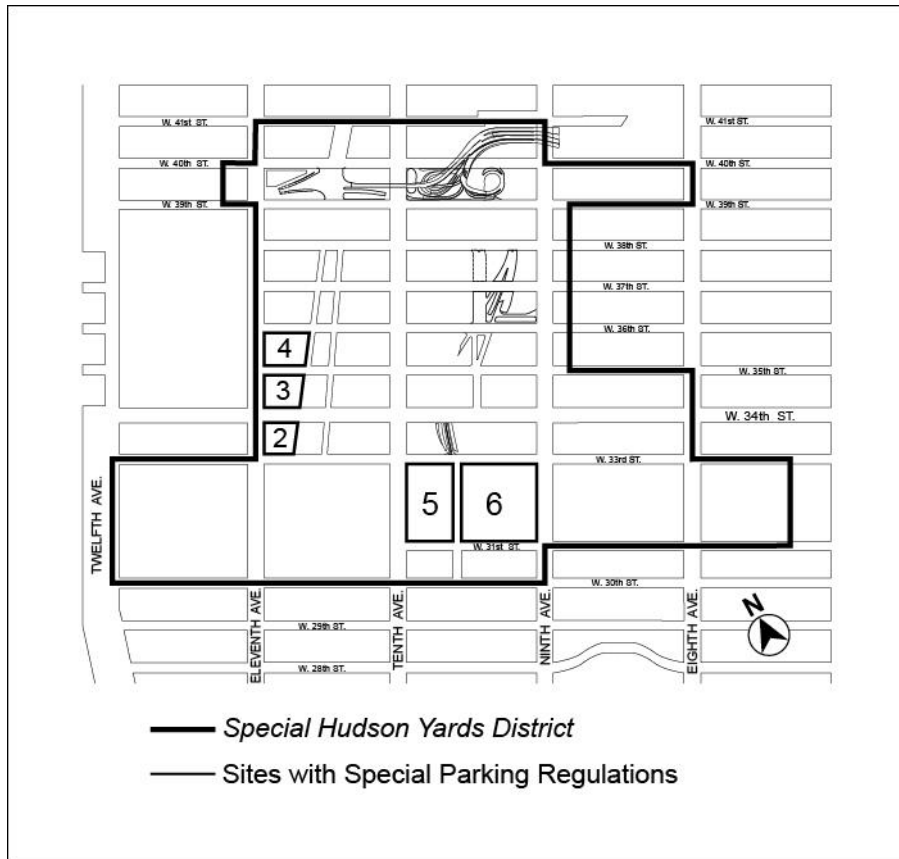 W. 41st ST. W. 41st ST.
W. 40th ST. W. 40th ST.
W. 39th ST. W. 39th ST.
W. 38th ST.
W. 37th ST.
W. 36th ST.
4
W. 35th ST.
3
W. 34th ST.
2
W. 33rd ST.
5 6
TWELFTH AVE.
W. 31st ST.
W. 30th ST.
ELEVENTH AVE.
TENTH AVE.
NINTH AVE.
EIGHTH AVE.
N
W. 29th ST.
W. 28th ST.
Special Hudson Yards District
Sites with Special Parking Regulations